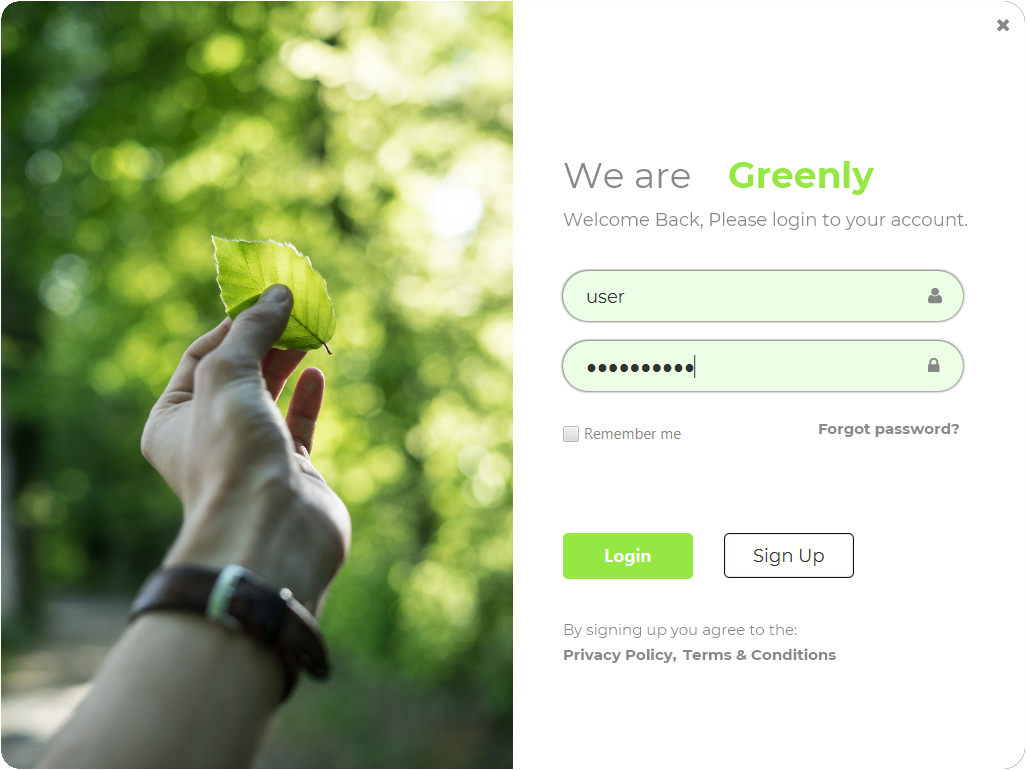 We are Greenly
Welcome Back, Please login to your account.
user
••••••••••
Remember me
Forgot password?
Login
Sign Up
By signing up you agree to the:
Privacy Policy, Terms & Conditions